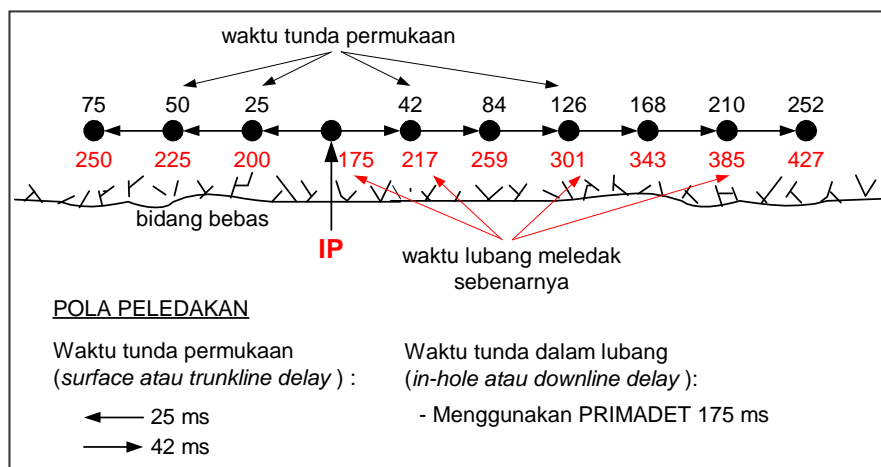 waktu tunda permukaan
75 50 25 42 84 126 168 210 252
250 225 200 175 217 259 301 343 385 427
bidang bebas
IP
waktu lubang meledak
sebenarnya
POLA PELEDAKAN
Waktu tunda permukaan
(surface atau trunkline delay ) :
25 ms
42 ms
Waktu tunda dalam lubang
(in-hole atau downline delay ):
- Menggunakan PRIMADET 175 ms